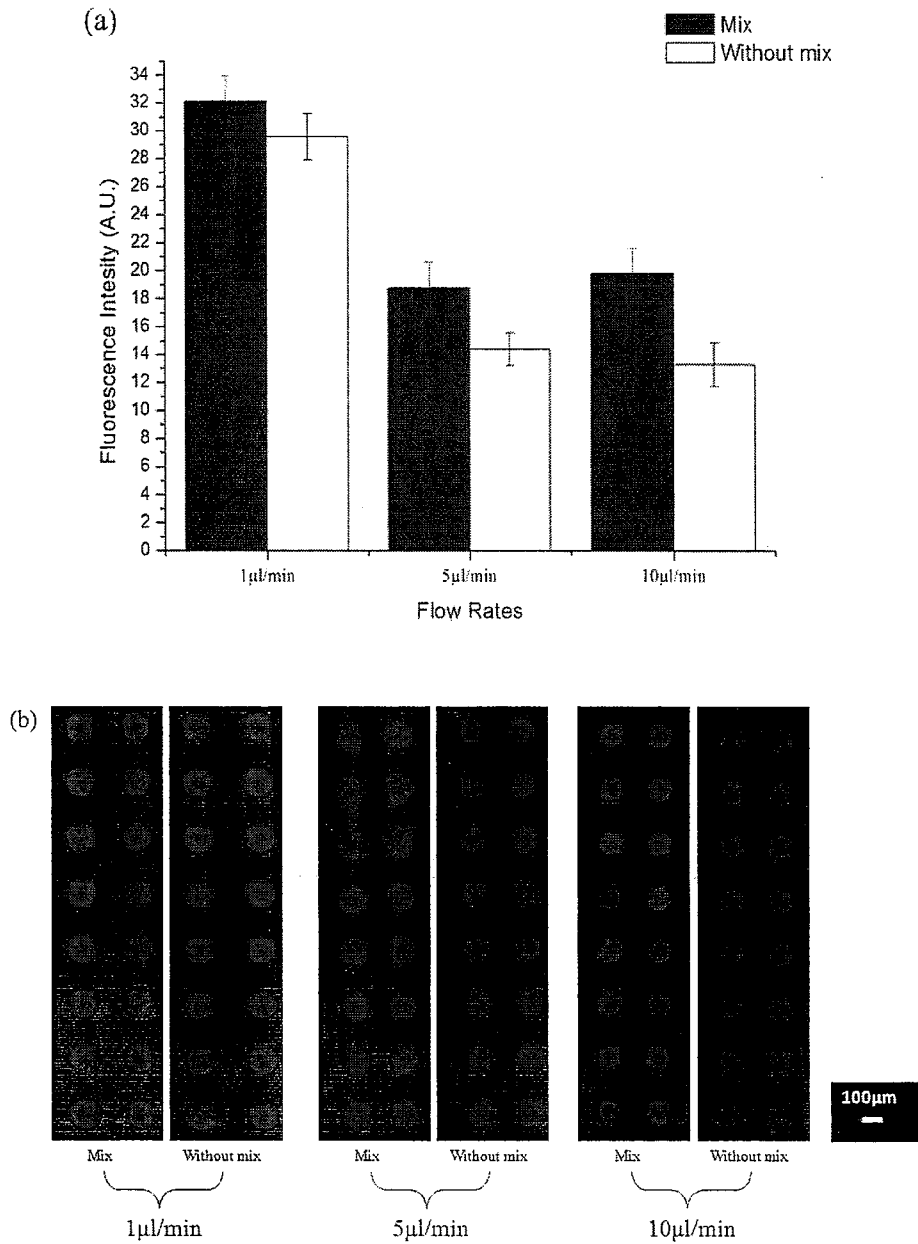 (a)
Mix
Without mix
Fluorescence Intesity (A.U.)
34
32
30
28
26
24
22
20
18
16
14
12
10
8
6
4
2
0
1µl/min
5µl/min
10µl/min
Flow Rates
(b)
100µm
Mix
Without mix
Mix
Without mix
Mix
Without mix
1µl/min
5µl/min
10µl/min